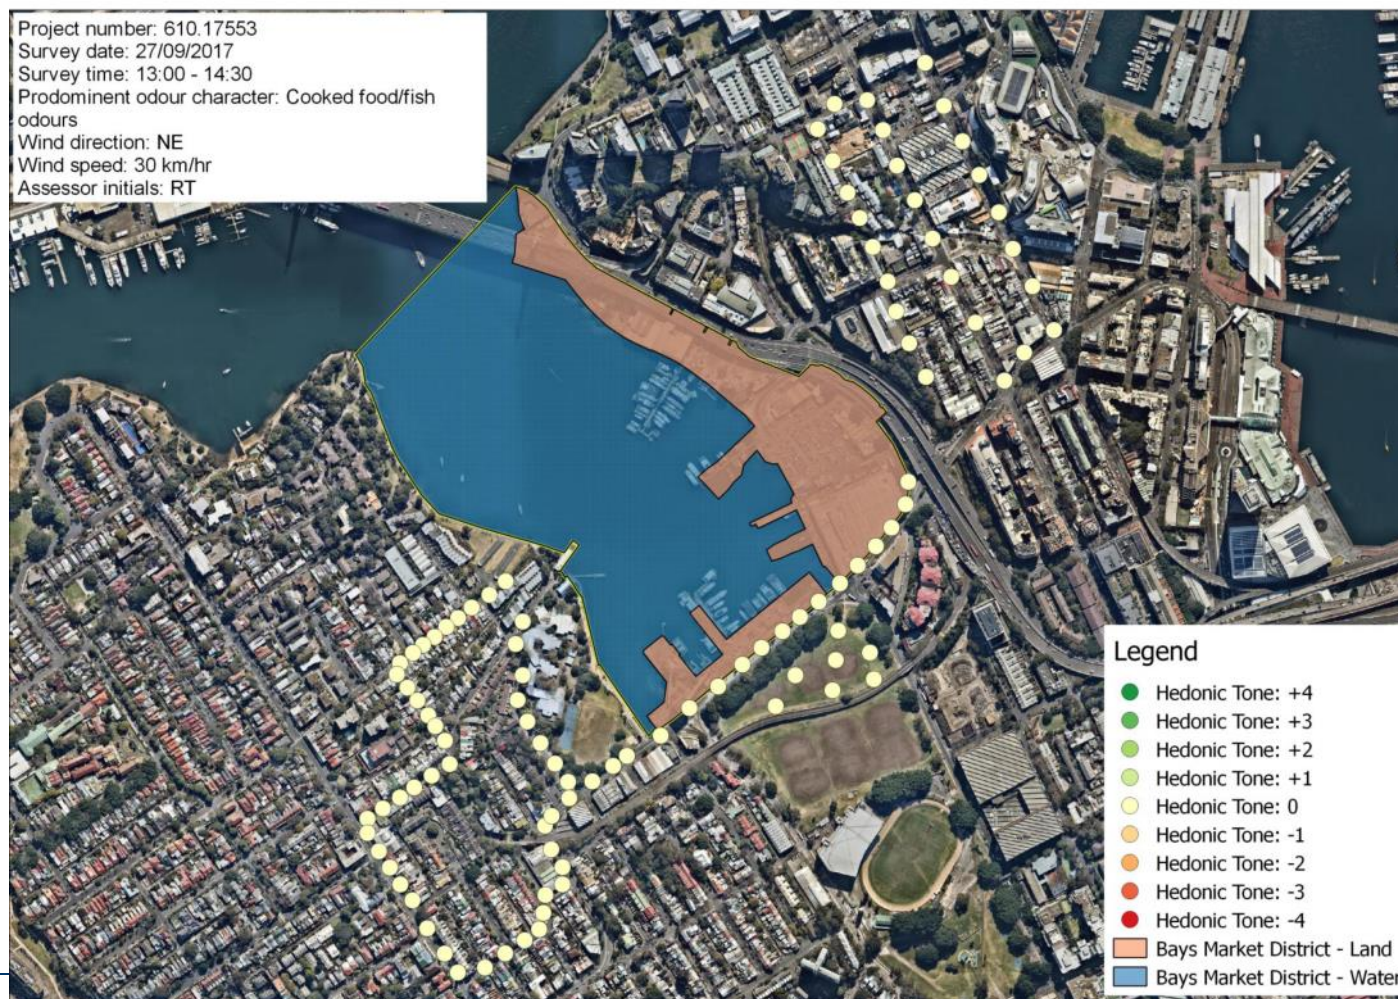 Project number: 610.17553
Survey date: 27/09/2017
Survey time: 13:00 - 14:30
Prodominent odour character: Cooked food/fish
odours
Wind direction: NE
Wind speed: 30 km/hr
Assessor initials: RT
Legend
Hedonic Tone: +4
Hedonic Tone: +3
Hedonic Tone: +2
Hedonic Tone: +1
Hedonic Tone: 0
Hedonic Tone: -1
Hedonic Tone: -2
Hedonic Tone: -3
Hedonic Tone: -4
Bays Market District - Land
Bays Market District - Water